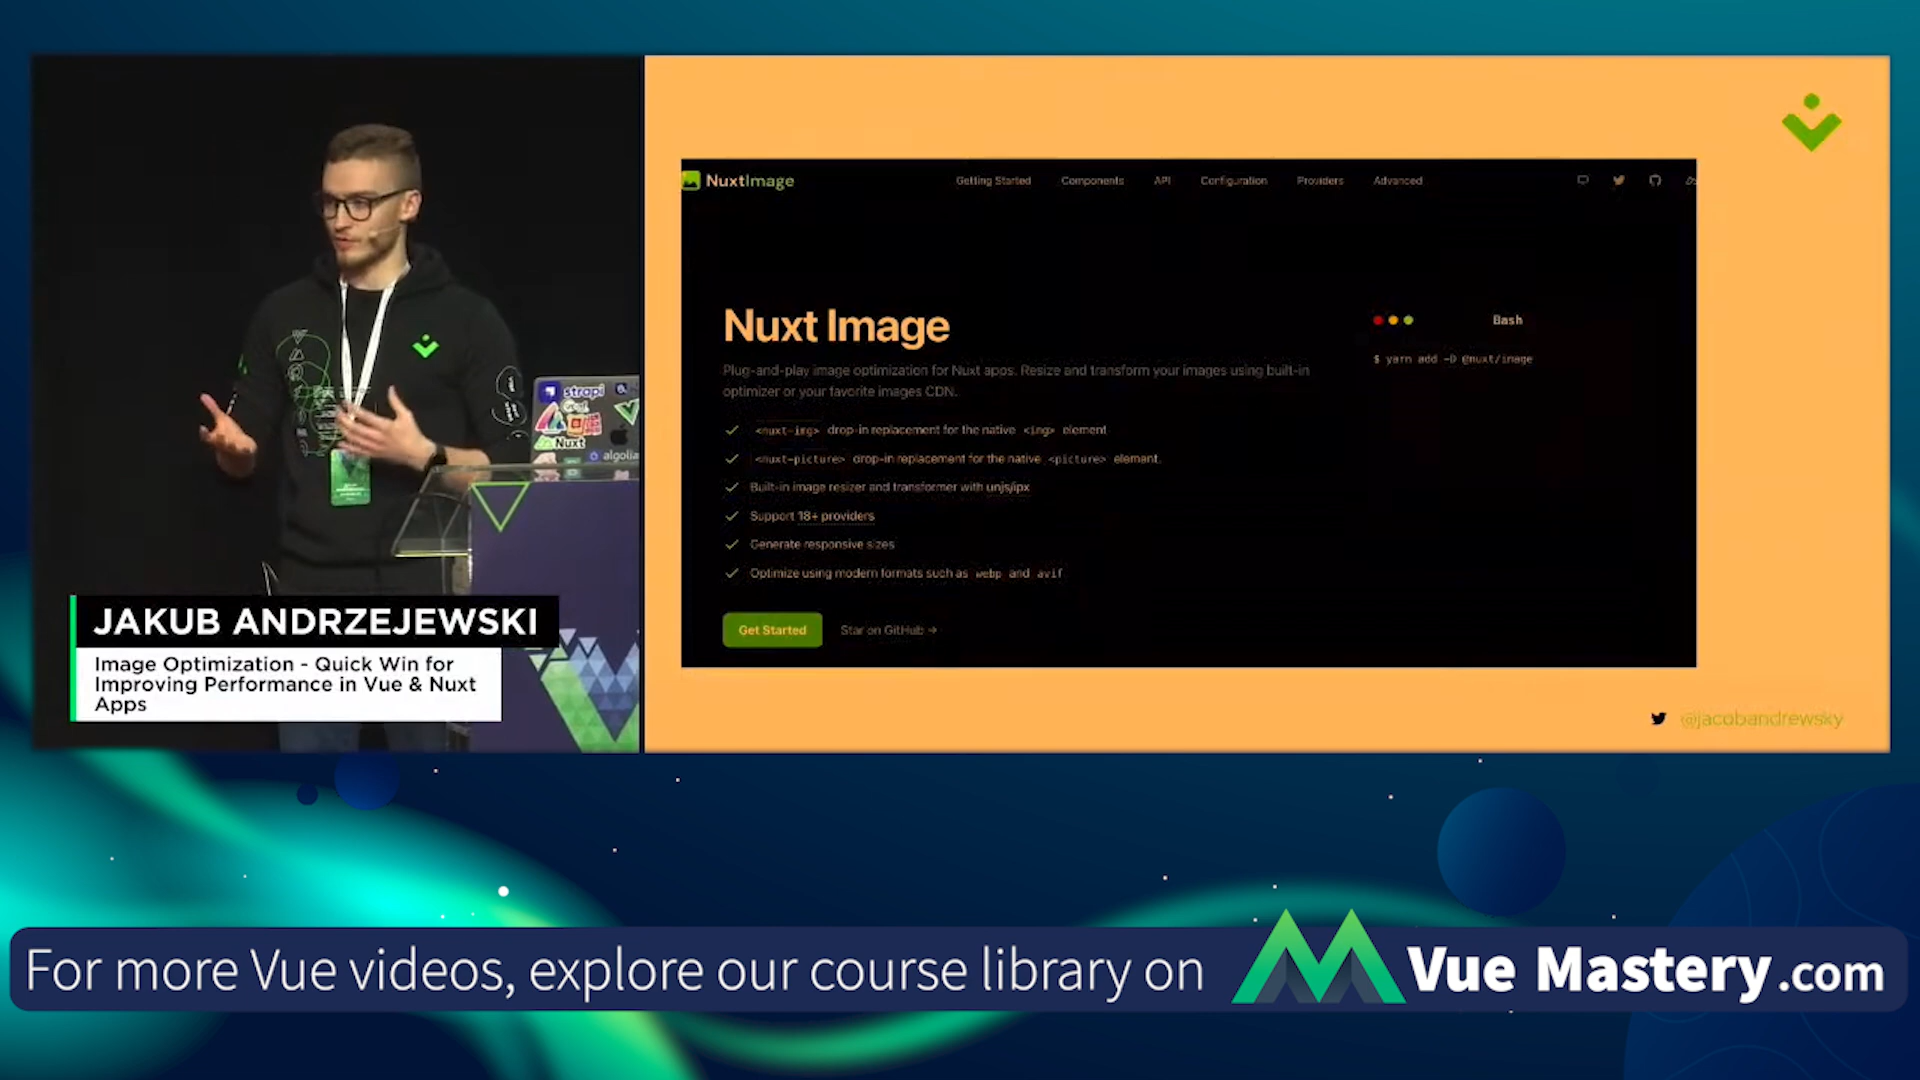 NuxtImage
Getting Started
Components
API
Configuration
Providers
Advanced
Nuxt Image
Plug-and-play image optimization for Nuxt apps. Resize and transform your images using built-in
optimizer or your favorite images CDN.
<nuxt-img> drop-in replacement for the native <img> element
<nuxt-picture> drop-in replacement for the native <picture> element.
Built-in image resizer and transformer with unjs/ipx
Support 18+ providers
Generate responsive sizes
Optimize using modern formats such as webp and avif
Get Started
Star on GitHub →
Bash
$ yarn add -D @nuxt/image
@jacobandrewsky
strapi
Nuxt
algolia
JAKUB ANDRZEJEWSKI
Image Optimization - Quick Win for
Improving Performance in Vue & Nuxt
Apps
For more Vue videos, explore our course library on
Vue Mastery.com